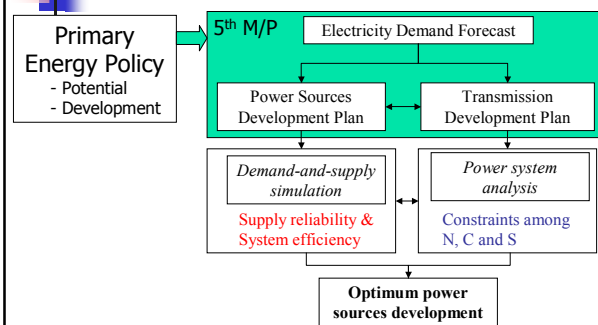 Primary
Energy Policy
- Potential
- Development
5th M/P
Electricity Demand Forecast
Power Sources
Development Plan
Transmission
Development Plan
Demand-and-supply
simulation
Supply reliability &
System efficiency
Power system
analysis
Constraints among
N, C and S
Optimum power
sources development